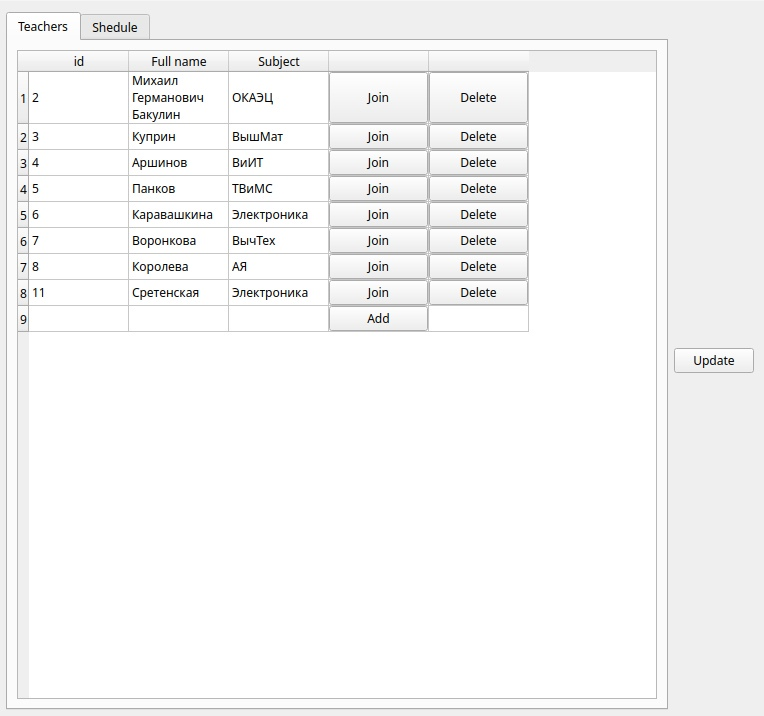 Teachers Shedule
id Full name Subject
1 2 Михаил
Германович
Бакулин ОКАЭЦ Join Delete
2 3 Куприн ВышМат Join Delete
3 4 Аршинов ВиИТ Join Delete
4 5 Панков ТВиМС Join Delete
5 6 Каравашкина Электроника Join Delete
6 7 Воронкова ВычТех Join Delete
7 8 Королева АЯ Join Delete
8 11 Сретенская Электроника Join Delete
9 Add
Update